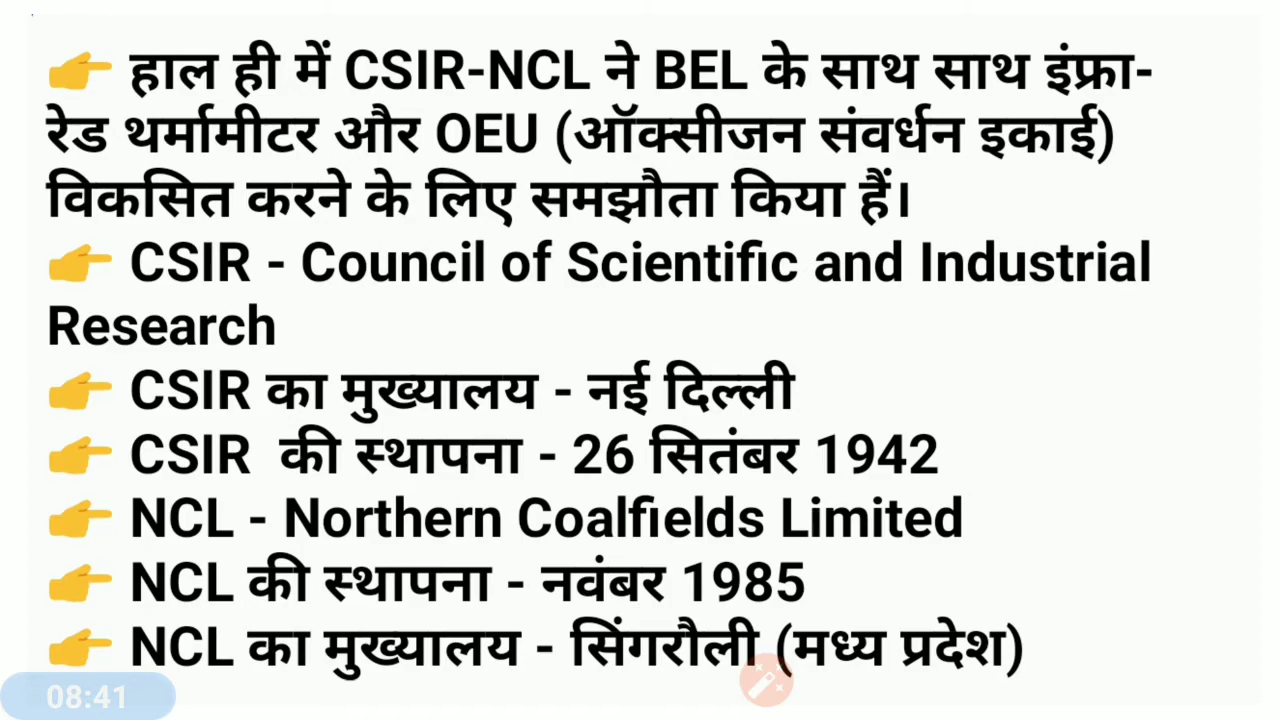 👉 हाल ही में CSIR-NCL ने BEL के साथ साथ इंफ्रा-
रेड थर्मामीटर और OEU (ऑक्सीजन संवर्धन इकाई)
विकसित करने के लिए समझौता किया हैं।
👉 CSIR - Council of Scientific and Industrial
Research
👉 CSIR का मुख्यालय - नई दिल्ली
👉 CSIR की स्थापना - 26 सितंबर 1942
👉 NCL - Northern Coalfields Limited
👉 NCL की स्थापना - नवंबर 1985
👉 NCL का मुख्यालय - सिंगरौली (मध्य प्रदेश)
08:41